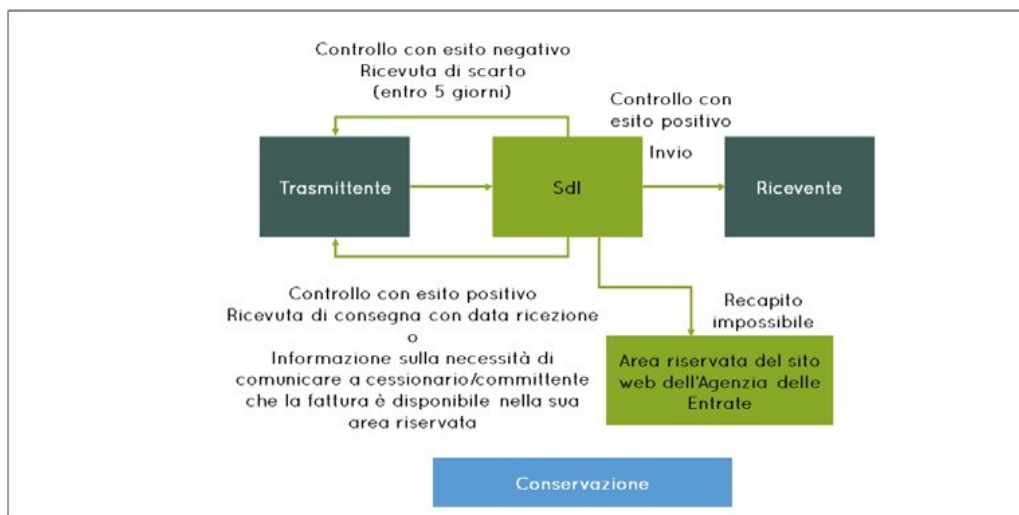 Controllo con esito negativo
Ricevuta di scarto
(entro 5 giorni)
Controllo con
esito positivo
Invio
Trasmittente
SdI
Ricevente
Controllo con esito positivo
Ricevuta di consegna con data ricezione
o
Informazione sulla necessità di
comunicare a cessionario/committente
che la fattura è disponibile nella sua
area riservata
Recapito
impossibile
Area riservata del sito
web dell'Agenzia delle
Entrate
Conservazione